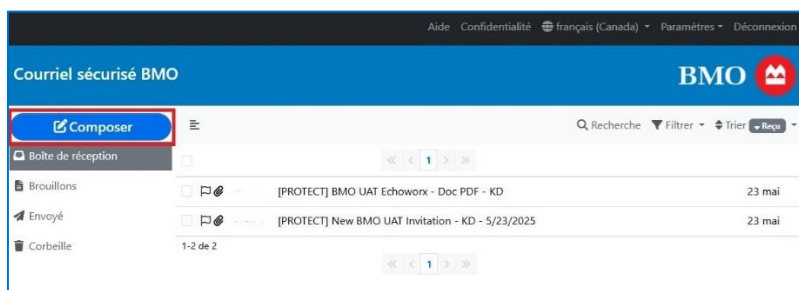 Aide Confidentialité français (Canada) Paramètres Déconnexion
Courriel sécurisé BMO
BMO
Composer
Recherche Filtrer Trier Reçu
Boîte de réception
« < 1 > »
Brouillons
[PROTECT] BMO UAT Echoworx - Doc PDF - KD 23 mai
Envoyé
[PROTECT] New BMO UAT Invitation - KD - 5/23/2025 23 mai
Corbeille
1-2 de 2
« < 1 > »